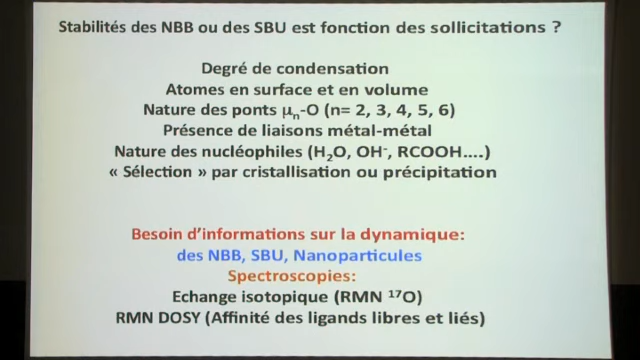 Stabilités des NBB ou des SBU est fonction des sollicitations ?
Degré de condensation
Atomes en surface et en volume
Nature des ponts μn-O (n= 2, 3, 4, 5, 6)
Présence de liaisons métal-métal
Nature des nucléophiles (H2O, OH-, RCOOH….)
« Sélection » par cristallisation ou précipitation
Besoin d'informations sur la dynamique:
des NBB, SBU, Nanoparticules
Spectroscopies:
Echange isotopique (RMN 17O)
RMN DOSY (Affinité des ligands libres et liés)